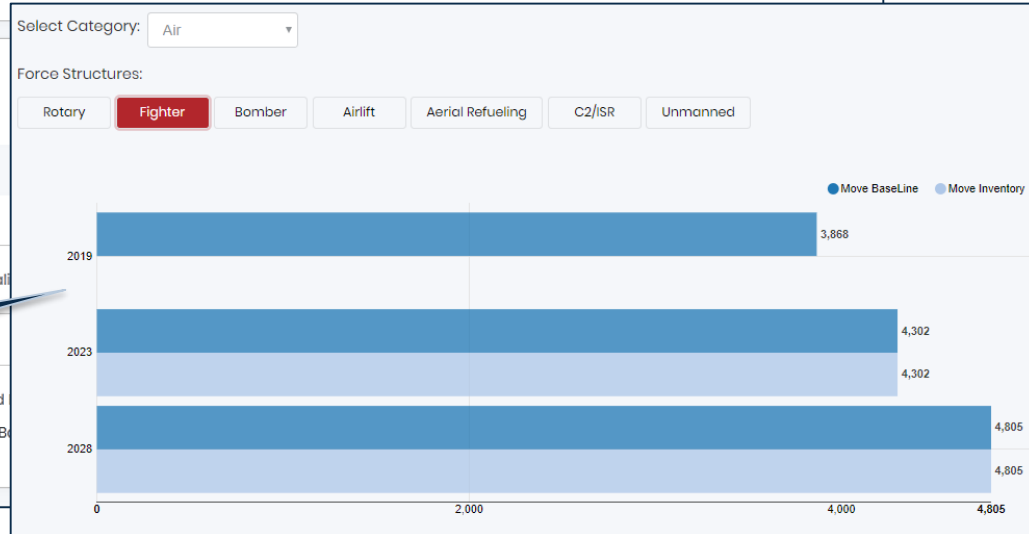 Select Category: Air
Force Structures:
Rotary Fighter Bomber Airlift Aerial Refueling C2/ISR Unmanned
Move BaseLine Move Inventory
3,868
2019
4,302
2023
4,302
4,805
2028
4,805
0 2,000 4,000 4,805